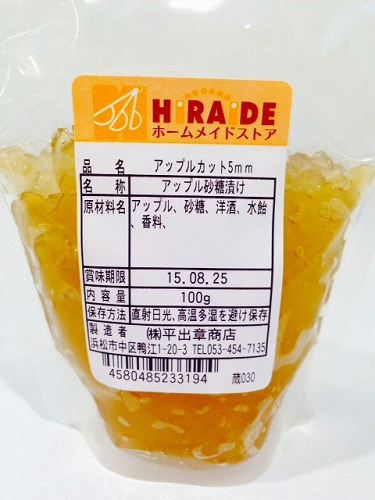 HiRAiDE
ホームメイドストア
品 名 アップルカット5mm
名 称 アップル砂糖漬け
原材料名 アップル、砂糖、洋酒、水飴
、香料、
賞味期限 15.08.25
内 容 量 100g
保存方法 直射日光、高温多湿を避け保存
製 造 者 ㈱平出章商店
浜松市中区鴨江1-20-3 TEL053-454-7135
4580485233194 蔵030